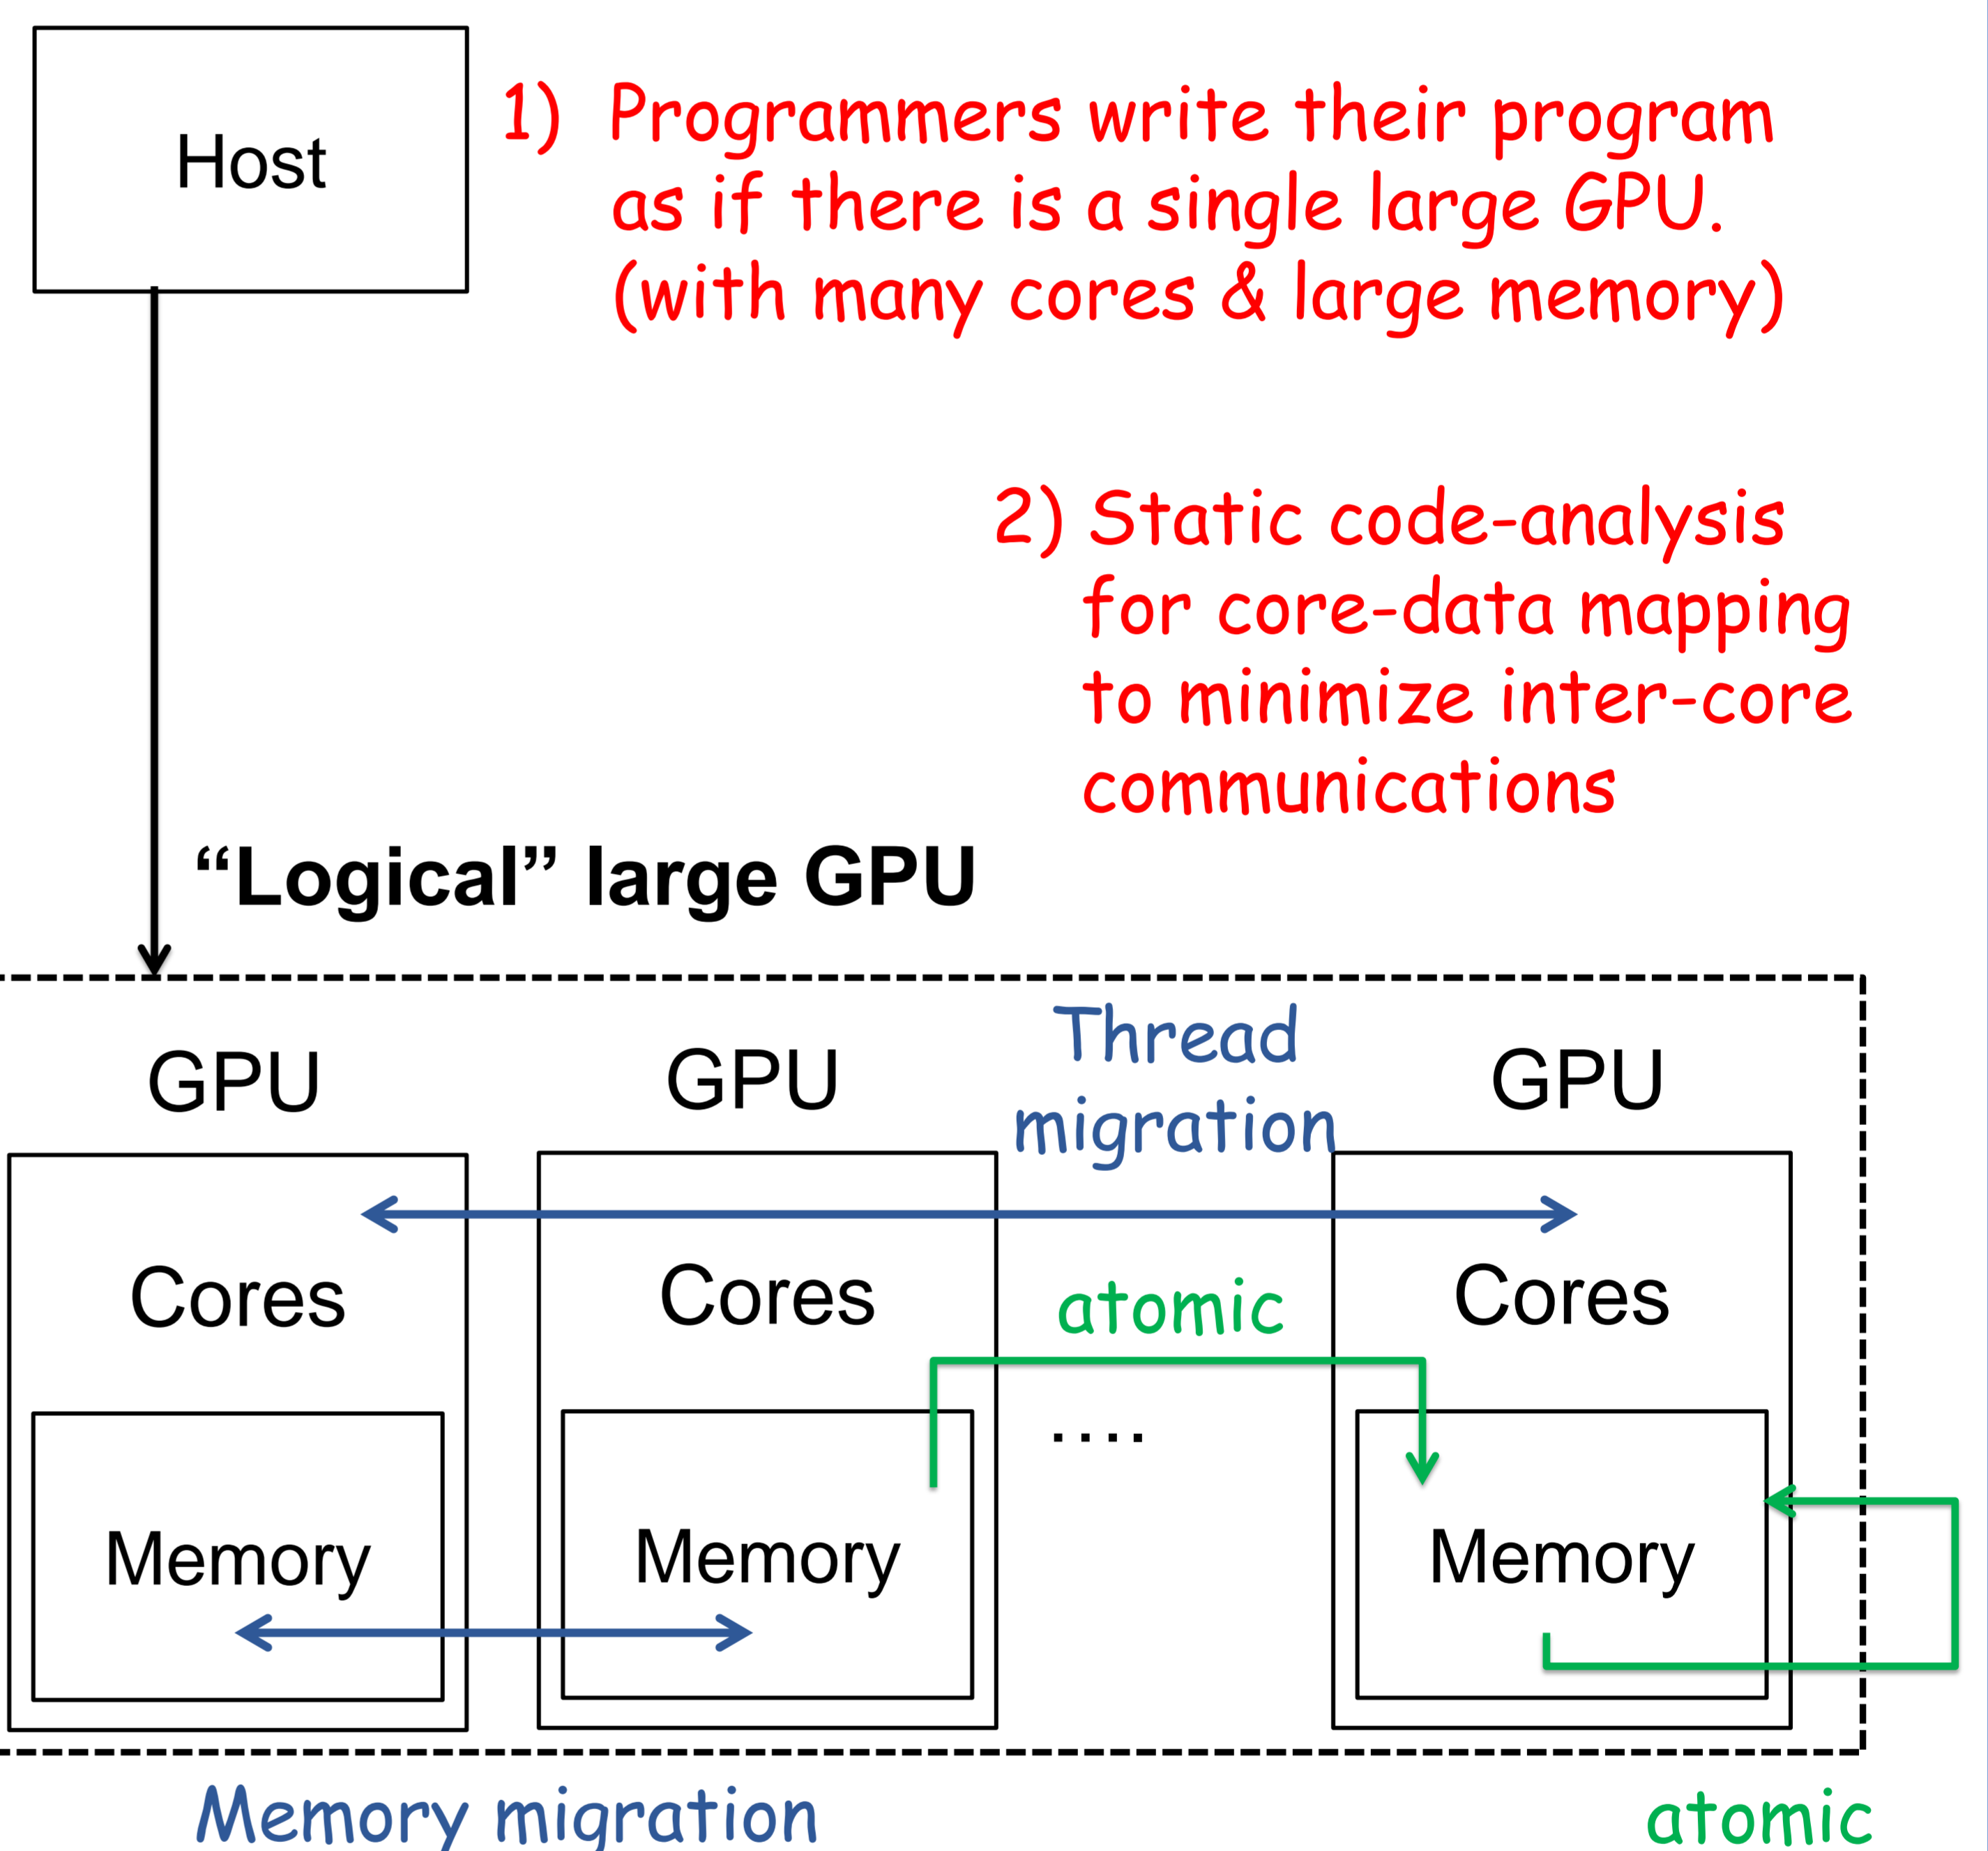 Host
1) Programmers write their program
as if there is a single large GPU.
(with many cores & large memory)
2) Static code-analysis
for core-data mapping
to minimize inter-core
communications
“Logical” large GPU
Thread
migration
GPU
GPU
GPU
Cores
Cores
atomic
Cores
....
Memory
Memory
Memory
Memory migration
atomic